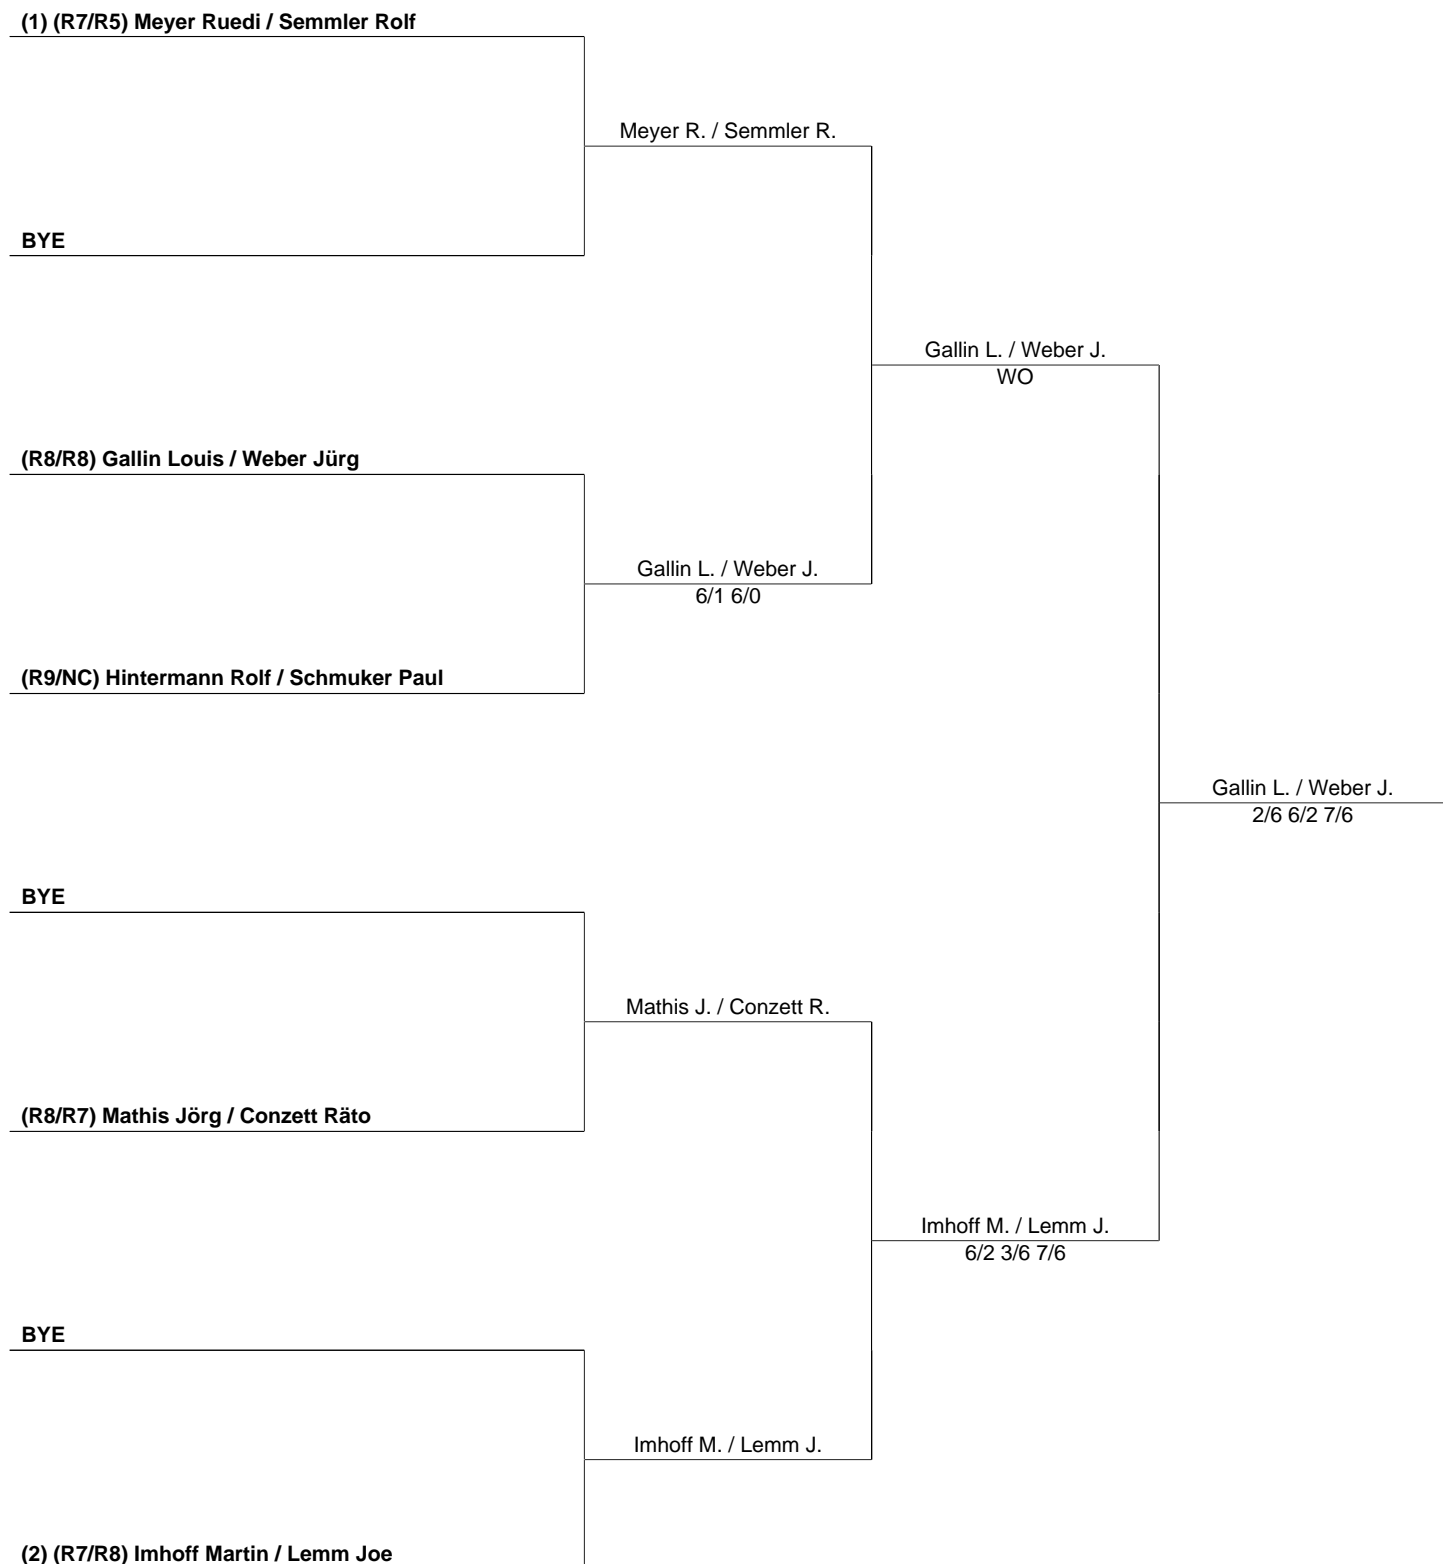 (1) (R7/R5) Meyer Ruedi / Semmler Rolf
Meyer R. / Semmler R.
BYE
Gallin L. / Weber J.
WO
(R8/R8) Gallin Louis / Weber Jürg
Gallin L. / Weber J.
6/1 6/0
(R9/NC) Hintermann Rolf / Schmuker Paul
Gallin L. / Weber J.
2/6 6/2 7/6
BYE
Mathis J. / Conzett R.
(R8/R7) Mathis Jörg / Conzett Räto
Imhoff M. / Lemm J.
6/2 3/6 7/6
BYE
Imhoff M. / Lemm J.
(2) (R7/R8) Imhoff Martin / Lemm Joe